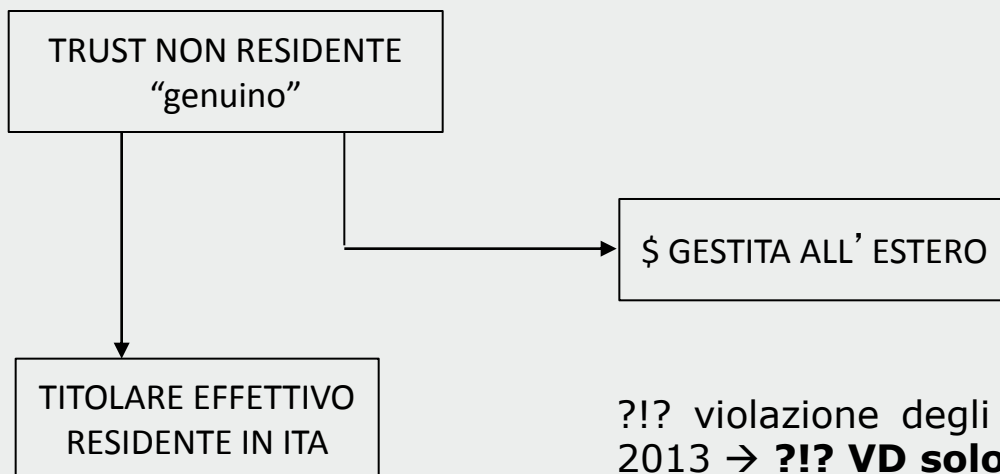 TRUST NON RESIDENTE
“genuino”
$ GESTITA ALL’ ESTERO
TITOLARE EFFETTIVO
RESIDENTE IN ITA
?!? violazione degli
2013 → ?!? VD solo